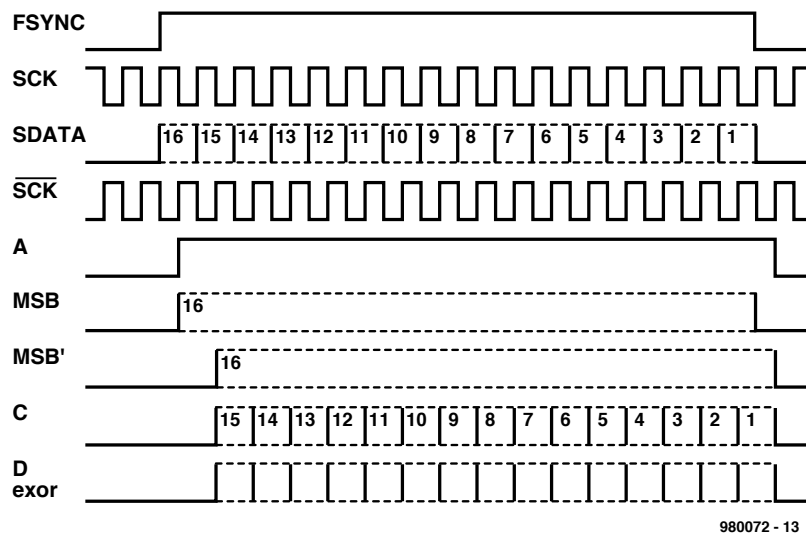 FSYNC
SCK
SDATA 16 15 14 13 12 11 10 9 8 7 6 5 4 3 2 1
S̅C̅K̅
A
MSB 16
MSB' 16
C 15 14 13 12 11 10 9 8 7 6 5 4 3 2 1
D
exor
980072 - 13